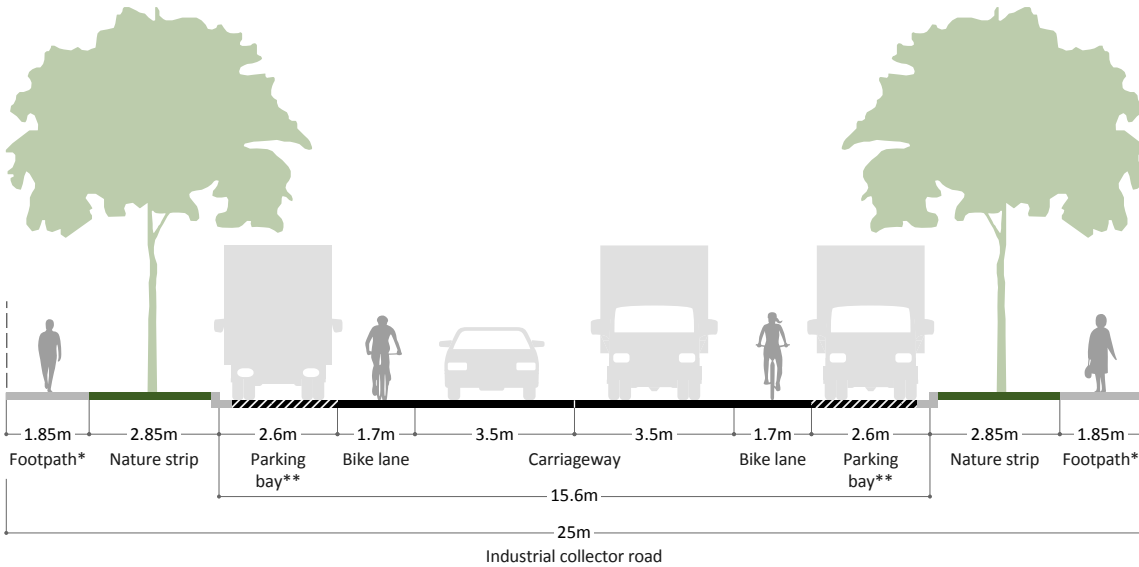 1.85m 2.85m 2.6m 1.7m 3.5m 3.5m 1.7m 2.6m 2.85m 1.85m
Footpath* Nature strip Parking bay** Bike lane Carriageway Bike lane Parking bay** Nature strip Footpath*
15.6m
25m
Industrial collector road